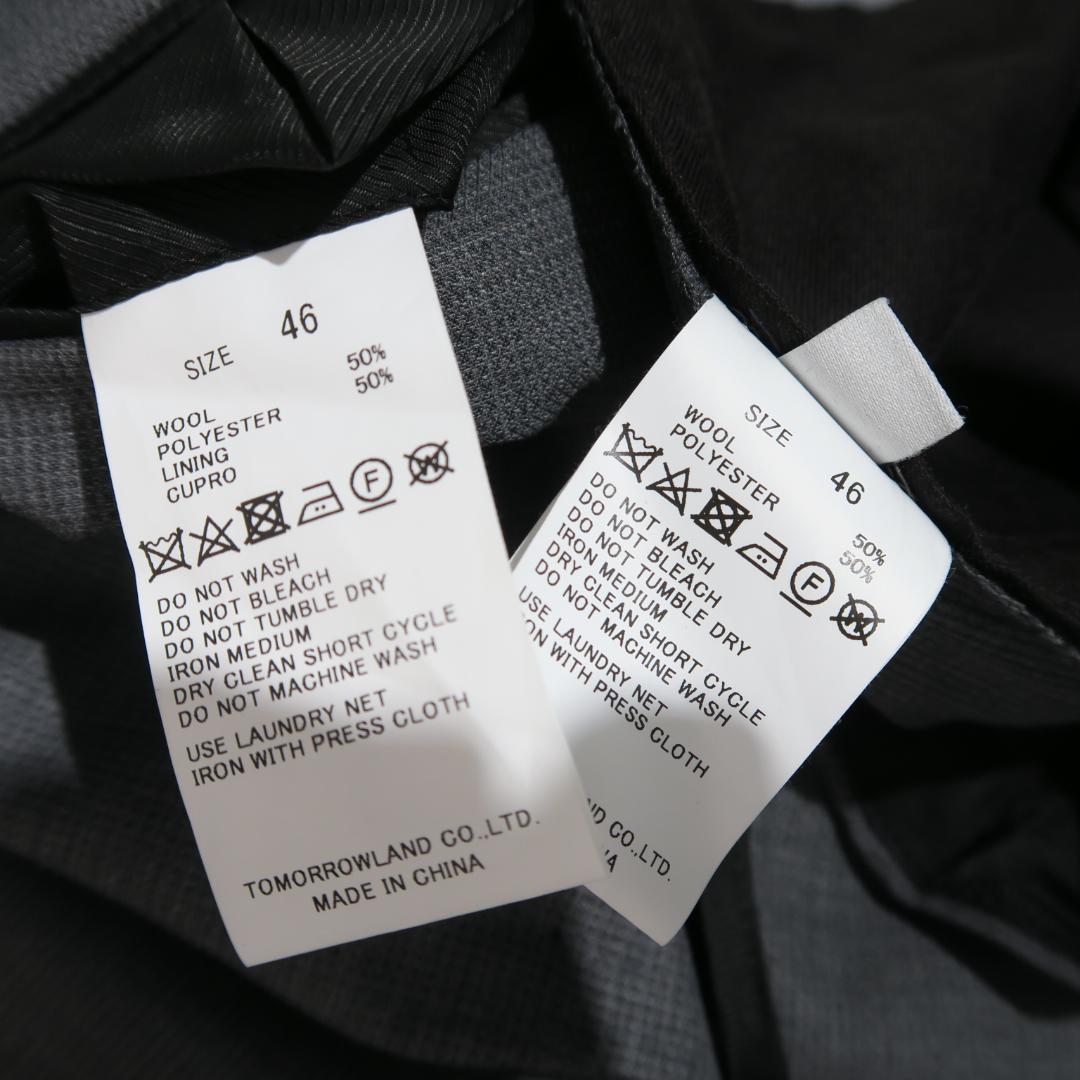 SIZE 46
WOOL 50%
POLYESTER 50%
LINING
CUPRO
F W
DO NOT WASH
DO NOT BLEACH
DO NOT TUMBLE DRY
IRON MEDIUM
DRY CLEAN SHORT CYCLE
DO NOT MACHINE WASH
USE LAUNDRY NET
IRON WITH PRESS CLOTH
TOMORROWLAND CO.,LTD.
MADE IN CHINA
SIZE 46
WOOL 50%
POLYESTER 50%
F W
DO NOT WASH
DO NOT BLEACH
DO NOT TUMBLE DRY
IRON MEDIUM
DRY CLEAN SHORT CYCLE
DO NOT MACHINE WASH
USE LAUNDRY NET
ON WITH PRESS CLOTH
ND CO.,LTD.